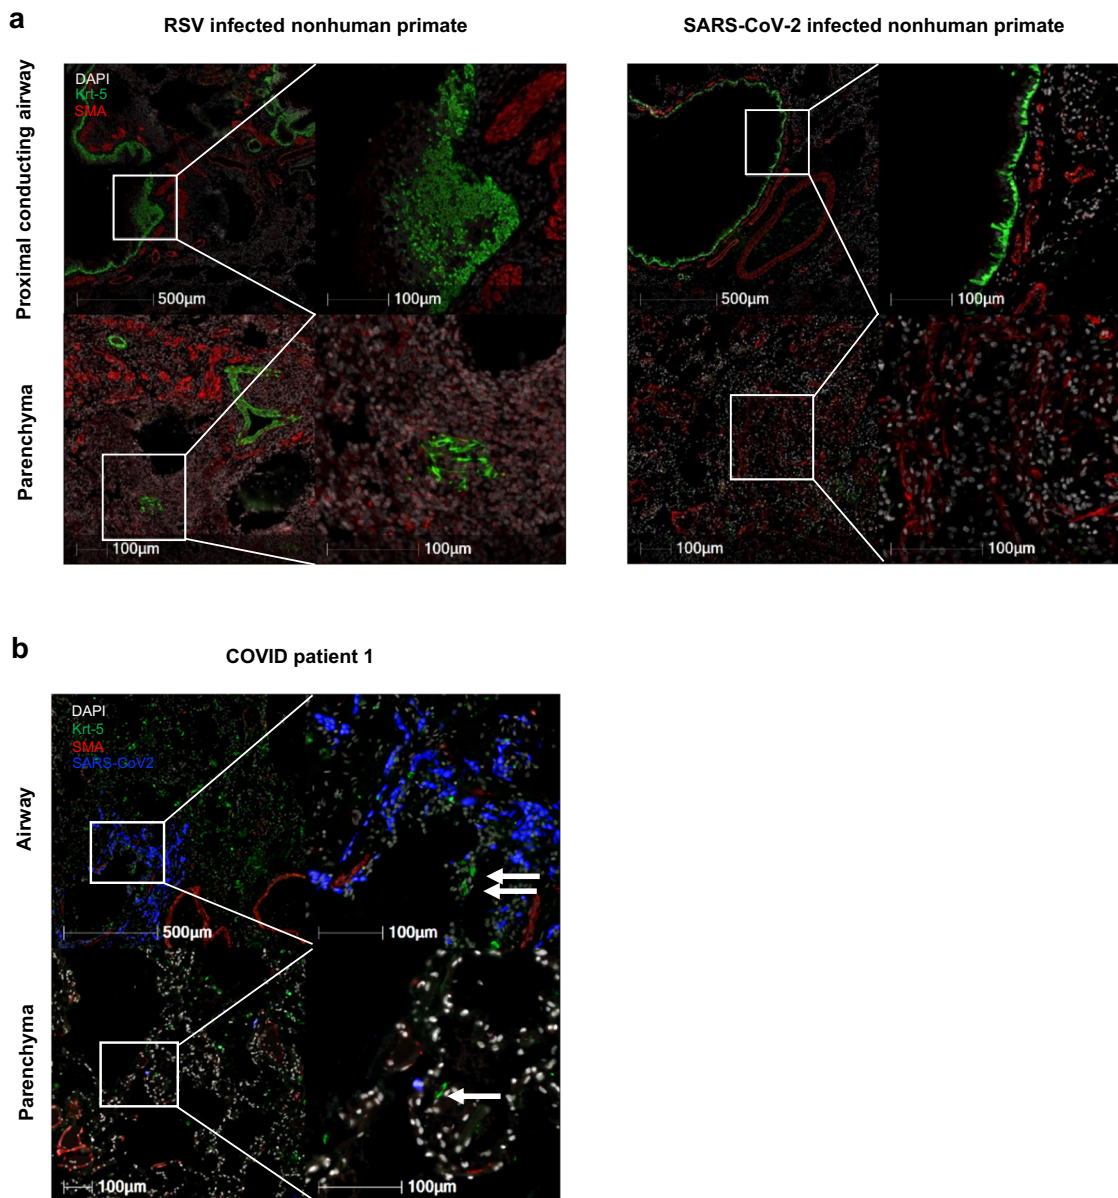 a
RSV infected nonhuman primate
SARS-CoV-2 infected nonhuman primate
Proximal conducting airway
DAPI
Krt-5
SMA
500µm
100µm
500µm
100µm
Parenchyma
100µm
100µm
100µm
100µm
b
COVID patient 1
Airway
DAPI
Krt-5
SMA
SARS-CoV2
500µm
100µm
Parenchyma
100µm
100µm